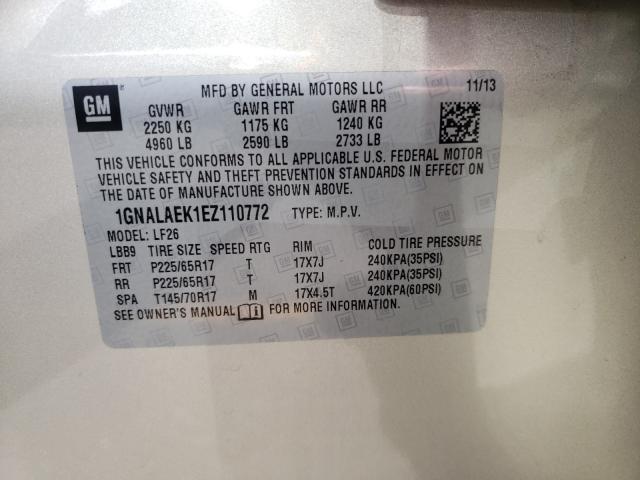 GM
MFD BY GENERAL MOTORS LLC 11/13
GVWR GAWR FRT GAWR RR
2250 KG 1175 KG 1240 KG
4960 LB 2590 LB 2733 LB
THIS VEHICLE CONFORMS TO ALL APPLICABLE U.S. FEDERAL MOTOR
VEHICLE SAFETY AND THEFT PREVENTION STANDARDS IN EFFECT ON
THE DATE OF MANUFACTURE SHOWN ABOVE.
1GNALAEK1EZ110772 TYPE: M.P.V.
MODEL: LF26
LBB9 TIRE SIZE SPEED RTG RIM COLD TIRE PRESSURE
FRT P225/65R17 T 17X7J 240KPA(35PSI)
RR P225/65R17 T 17X7J 240KPA(35PSI)
SPA T145/70R17 M 17X4.5T 420KPA(60PSI)
SEE OWNER'S MANUAL FOR MORE INFORMATION.